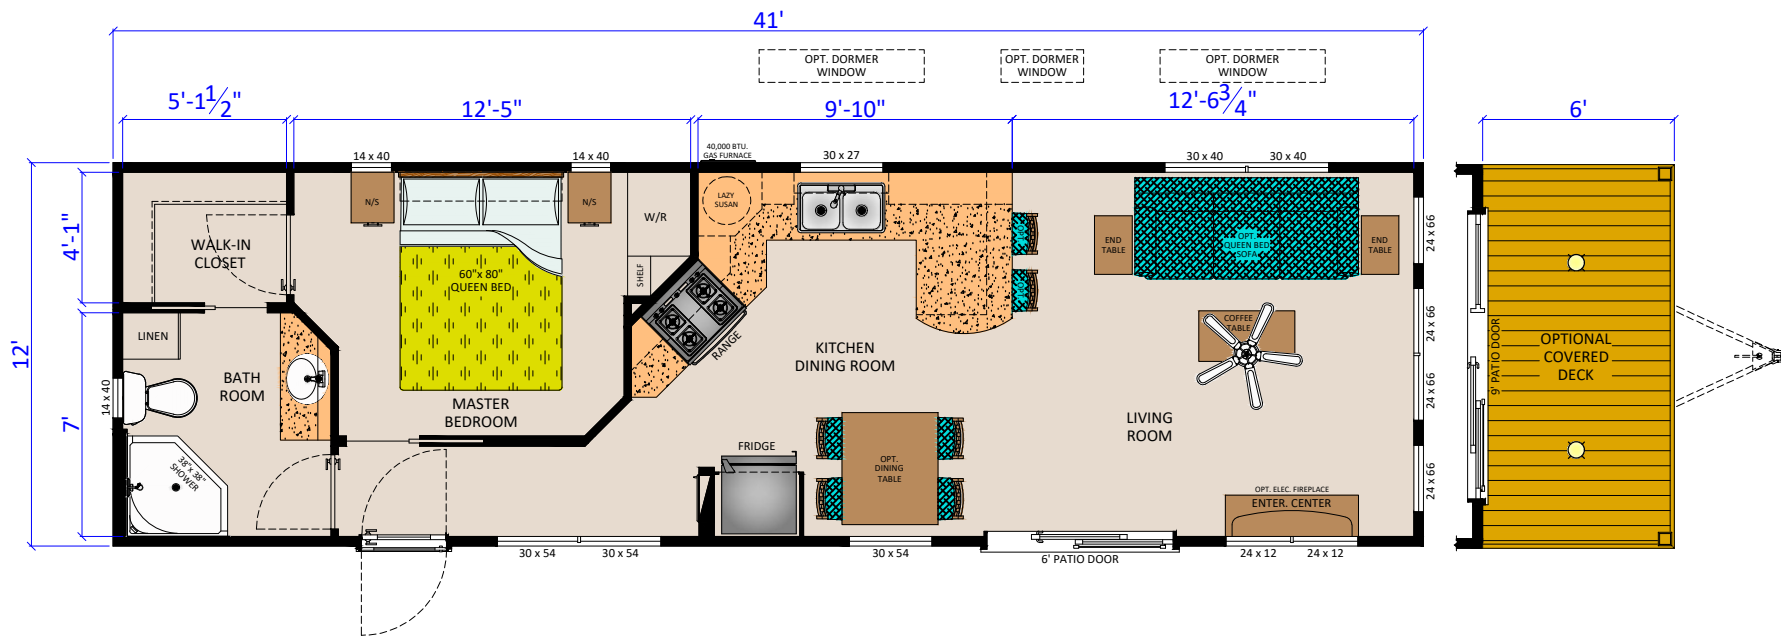 41'
OPT. DORMER
WINDOW
OPT. DORMER
WINDOW
OPT. DORMER
WINDOW
5'-1 1/2"
12'-5"
9'-10"
12'-6 3/4"
6'
40,000 BTU.
GAS FURNACE
14 x 40
14 x 40
30 x 27
30 x 40
30 x 40
12'
4'-1"
7'
WALK-IN
CLOSET
N/S
N/S
W/R
SHELF
60"x 80"
QUEEN BED
LAZY
SUSAN
RANGE
END
TABLE
OPT.
QUEEN BED
SOFA
END
TABLE
24 x 66
24 x 66
24 x 66
24 x 66
COFFEE
TABLE
LINEN
BATH
ROOM
14 x 40
38"x 38"
SHOWER
MASTER
BEDROOM
KITCHEN
DINING ROOM
LIVING
ROOM
FRIDGE
OPT.
DINING
TABLE
OPT. ELEC. FIREPLACE
ENTER. CENTER
9' PATIO DOOR
OPTIONAL
COVERED
DECK
30 x 54
30 x 54
30 x 54
6' PATIO DOOR
24 x 12
24 x 12